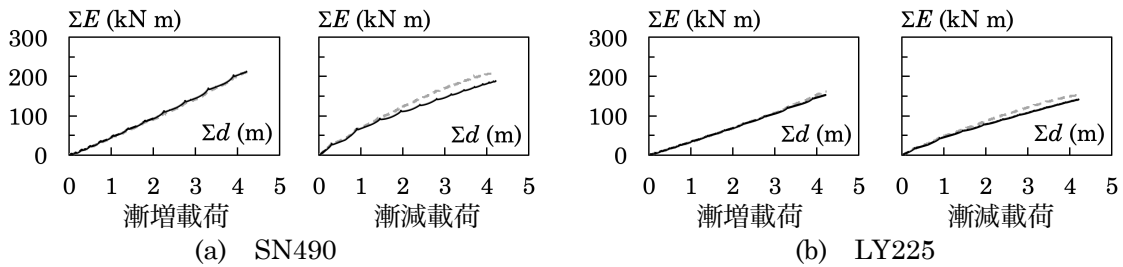 ΣE (kN m) ΣE (kN m) ΣE (kN m) ΣE (kN m)
300 300
200 200
100 100
Σd (m) Σd (m) Σd (m) Σd (m)
0 0
0 1 2 3 4 5 0 1 2 3 4 5 0 1 2 3 4 5 0 1 2 3 4 5
漸増載荷 漸減載荷 漸増載荷 漸減載荷
(a) SN490 (b) LY225